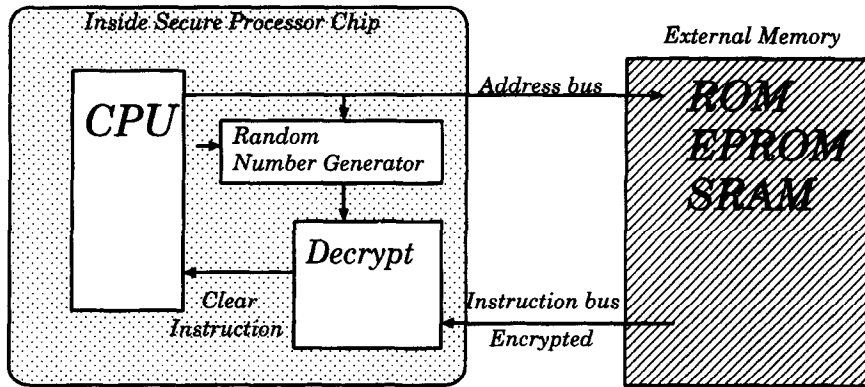 Inside Secure Processor Chip
External Memory
CPU
Address bus
ROM
EPROM
SRAM
Random
Number Generator
Decrypt
Clear
Instruction
Instruction bus
Encrypted